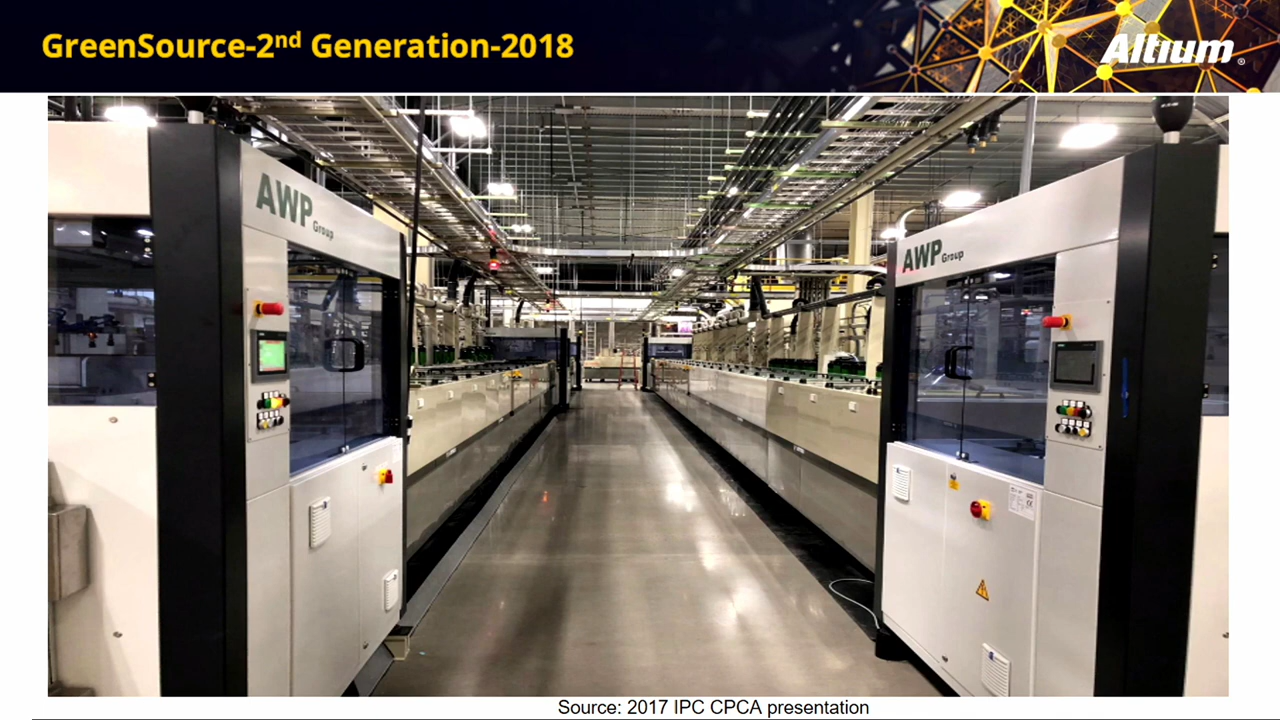 GreenSource-2nd Generation-2018
Altium®
AWP Group
AWP Group
Source: 2017 IPC CPCA presentation